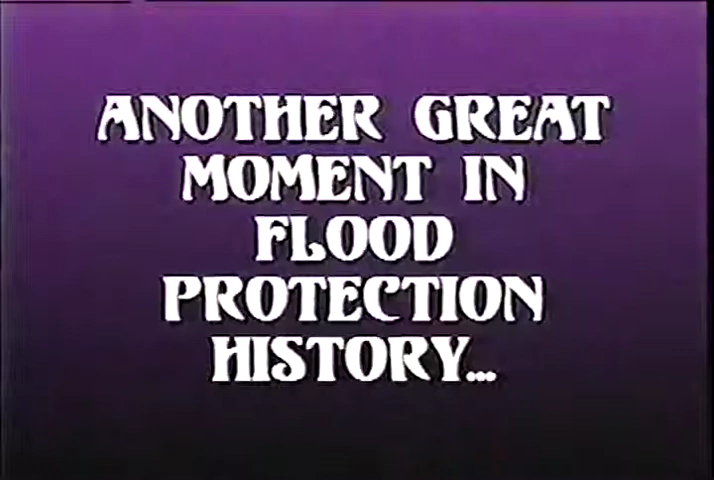 ANOTHER GREAT
MOMENT IN
FLOOD
PROTECTION
HISTORY...